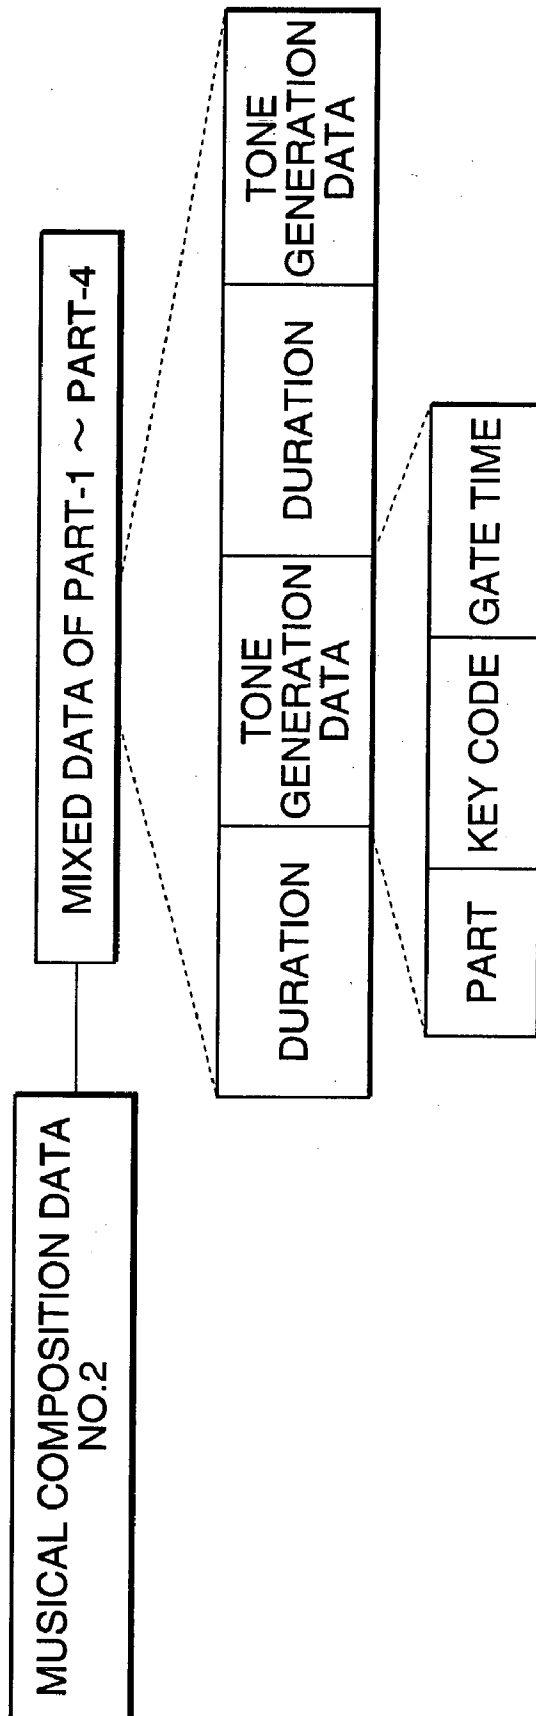 MUSICAL COMPOSITION DATA
NO.2
MIXED DATA OF PART-1 ~ PART-4
DURATION
TONE
GENERATION
DATA
DURATION
TONE
GENERATION
DATA
PART
KEY CODE
GATE TIME